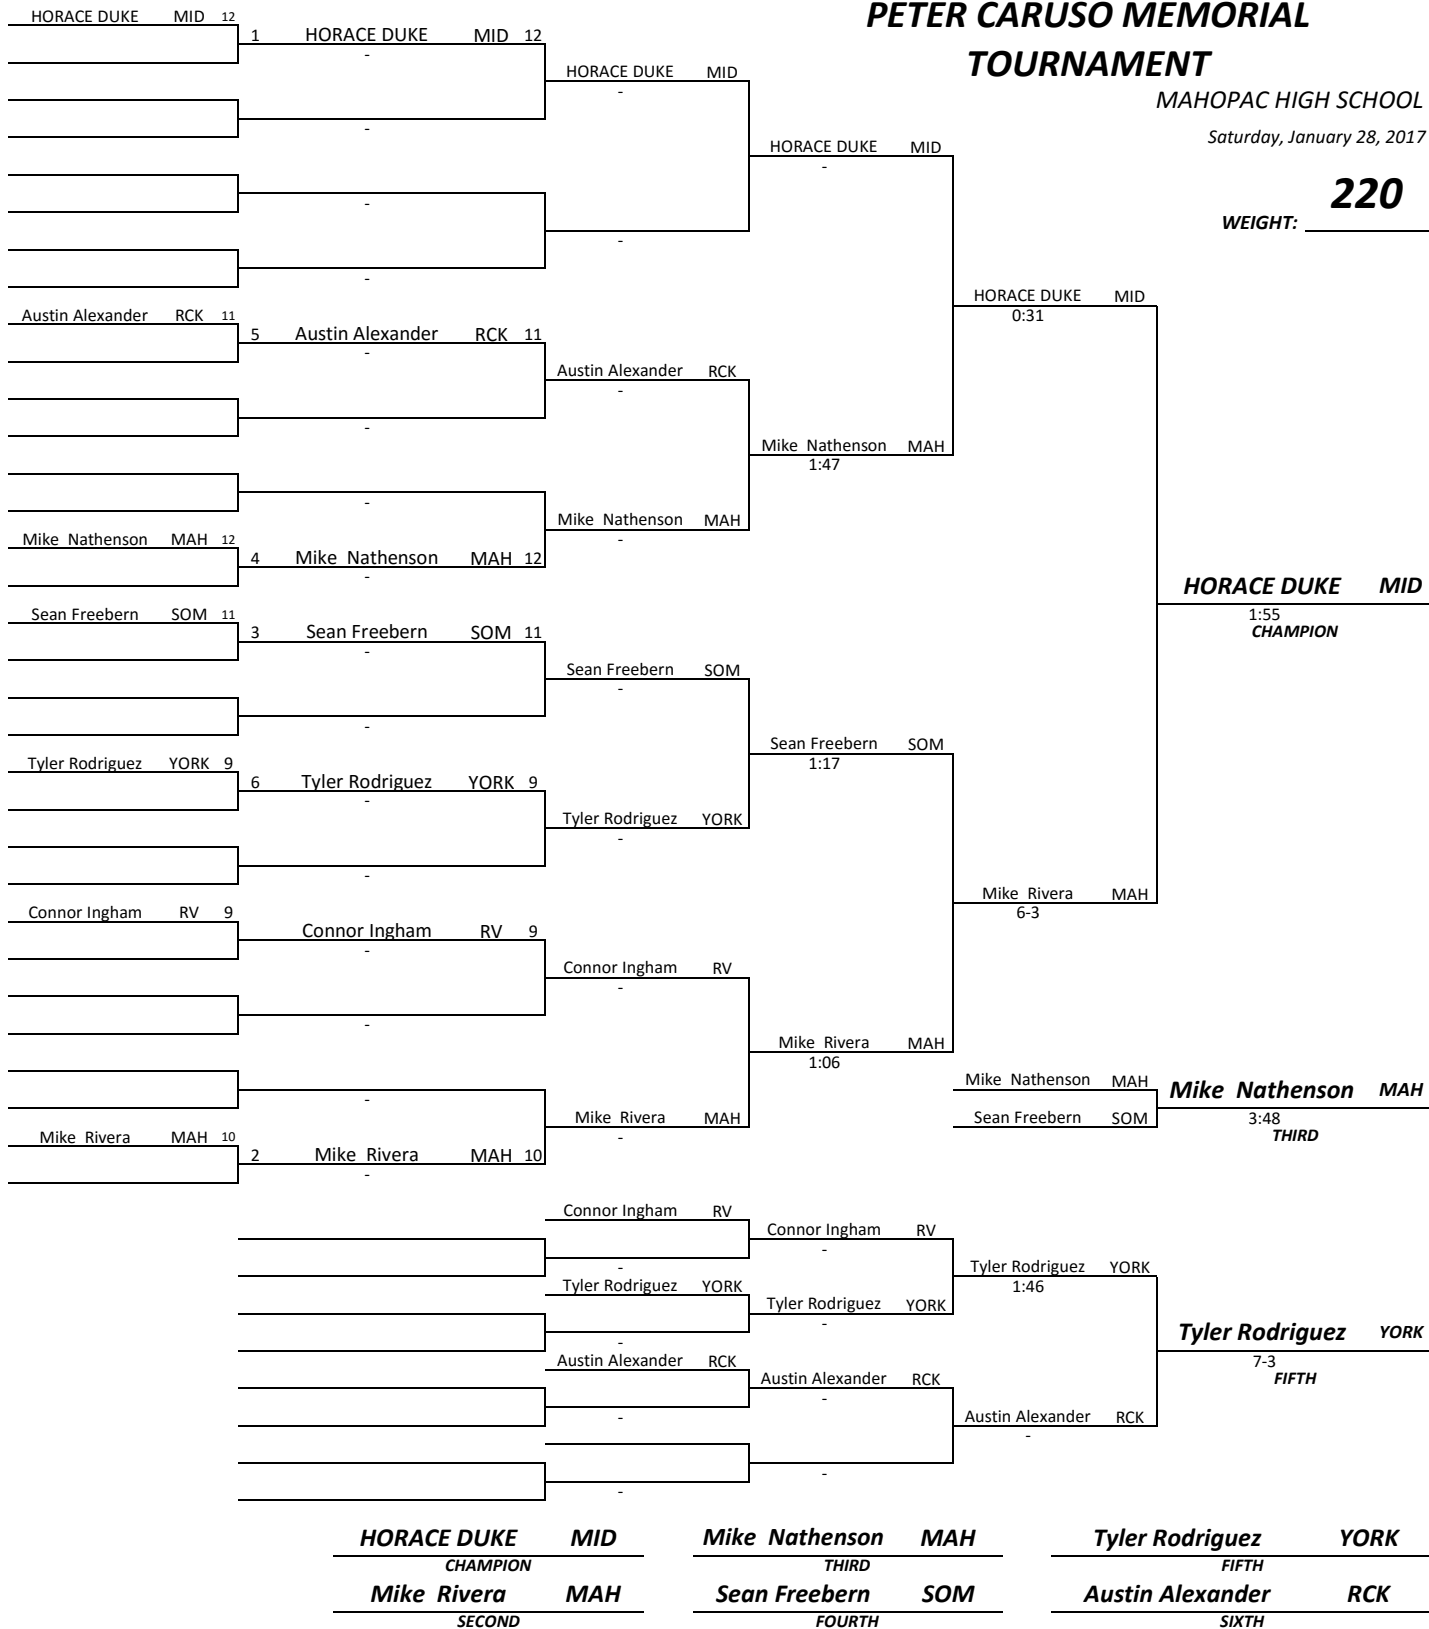 PETER CARUSO MEMORIAL
TOURNAMENT
MAHOPAC HIGH SCHOOL
Saturday, January 28, 2017
220
WEIGHT:
HORACE DUKE MID 12
1 HORACE DUKE MID 12
-
HORACE DUKE MID
-
-
HORACE DUKE MID
-
-
-
-
Austin Alexander RCK 11
HORACE DUKE MID
0:31
5 Austin Alexander RCK 11
-
Austin Alexander RCK
-
-
Mike Nathenson MAH
1:47
-
Mike Nathenson MAH
-
Mike Nathenson MAH 12
4 Mike Nathenson MAH 12
-
HORACE DUKE MID
1:55
CHAMPION
Sean Freebern SOM 11
3 Sean Freebern SOM 11
-
Sean Freebern SOM
-
-
Sean Freebern SOM
1:17
Tyler Rodriguez YORK 9
6 Tyler Rodriguez YORK 9
-
Tyler Rodriguez YORK
-
-
Mike Rivera MAH
6-3
Connor Ingham RV 9
Connor Ingham RV 9
-
Connor Ingham RV
-
-
Mike Rivera MAH
1:06
Mike Nathenson MAH
Mike Nathenson MAH
3:48
THIRD
Sean Freebern SOM
-
Mike Rivera MAH
-
Mike Rivera MAH 10
2 Mike Rivera MAH 10
-
Connor Ingham RV
Connor Ingham RV
-
-
Tyler Rodriguez YORK
1:46
Tyler Rodriguez YORK
Tyler Rodriguez YORK
-
-
Tyler Rodriguez YORK
7-3
FIFTH
Austin Alexander RCK
Austin Alexander RCK
-
-
Austin Alexander RCK
-
-
-
HORACE DUKE MID Mike Nathenson MAH Tyler Rodriguez YORK
CHAMPION THIRD FIFTH
Mike Rivera MAH Sean Freebern SOM Austin Alexander RCK
SECOND FOURTH SIXTH